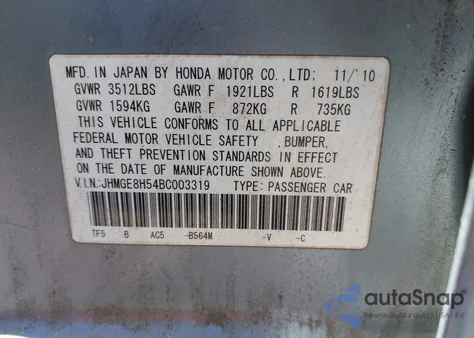 MFD. IN JAPAN BY HONDA MOTOR CO.,LTD; 11/'10
GVWR 3512LBS GAWR F 1921LBS R 1619LBS
GVWR 1594KG GAWR F 872KG R 735KG
THIS VEHICLE CONFORMS TO ALL APPLICABLE
FEDERAL MOTOR VEHICLE SAFETY ,BUMPER,
AND THEFT PREVENTION STANDARDS IN EFFECT
ON THE DATE OF MANUFACTURE SHOWN ABOVE.
V.I.N.:JHMGE8H54BC003319 TYPE: PASSENGER CAR
TF5 B AC5 -B564M -V -C
autoSnap